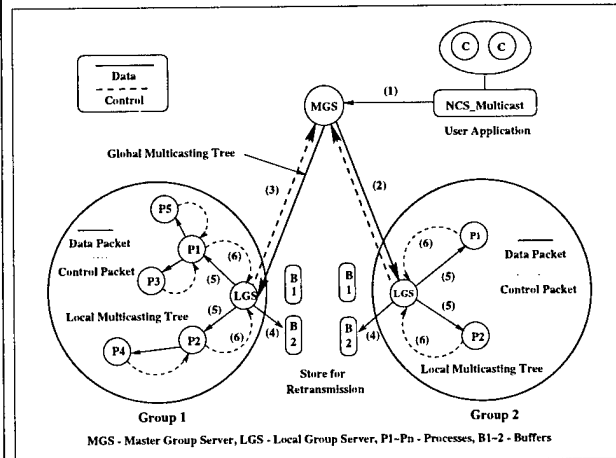 Data
Control
C C
NCS_Multicast
User Application
(1)
MGS
Global Multicasting Tree
(3)
(2)
P5
Data Packet
Control Packet
P1
(6)
P3
(5)
LGS
Local Multicasting Tree
(5)
P4
P2
(6)
(4)
B
1
B
2
B
1
B
2
Store for
Retransmission
(4)
LGS
(6)
P1
(5)
Data Packet
Control Packet
(5)
(6)
P2
Local Multicasting Tree
Group 1
Group 2
MGS - Master Group Server, LGS - Local Group Server, P1~Pn - Processes, B1~2 - Buffers